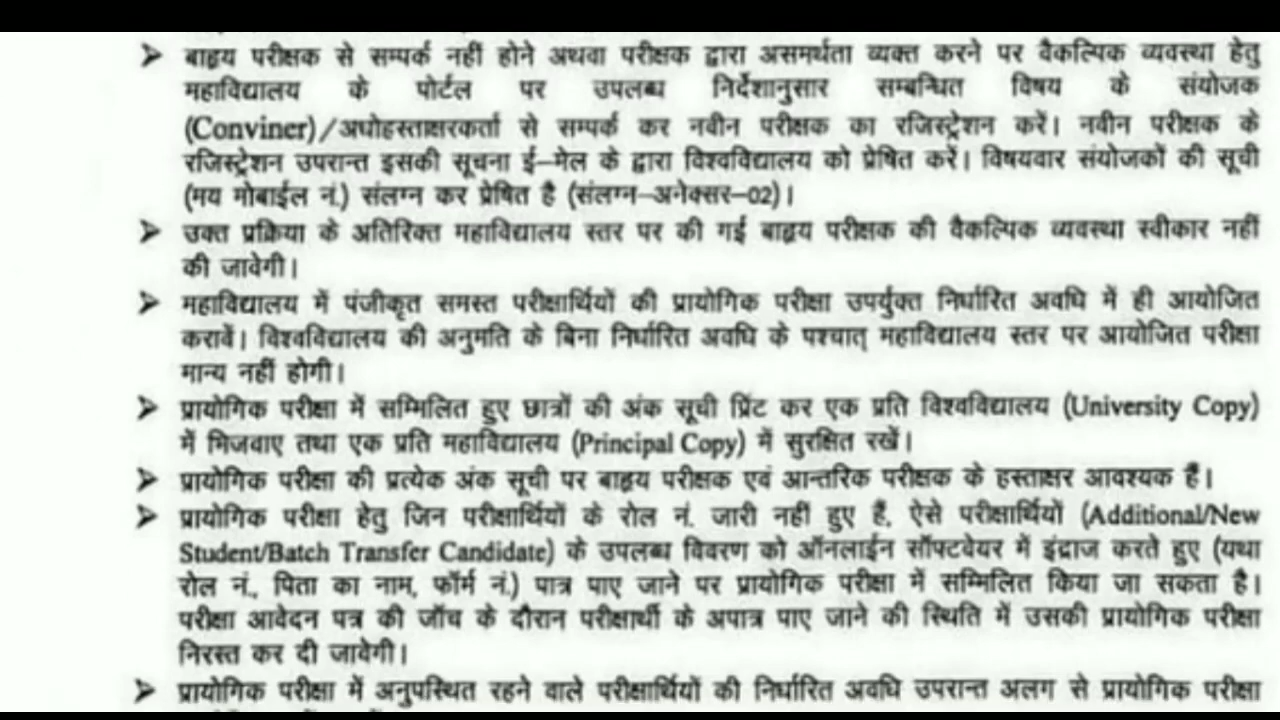 ➢ बाह्य परीक्षक से सम्पर्क नहीं होने अथवा परीक्षक द्वारा असमर्थता व्यक्त करने पर वैकल्पिक व्यवस्था हेतु
महाविद्यालय के पोर्टल पर उपलब्ध निर्देशानुसार सम्बन्धित विषय के संयोजक
(Conviner)/अधोहस्ताक्षरकर्ता से सम्पर्क कर नवीन परीक्षक का रजिस्ट्रेशन करें। नवीन परीक्षक के
रजिस्ट्रेशन उपरान्त इसकी सूचना ई–मेल के द्वारा विश्वविद्यालय को प्रेषित करें। विषयवार संयोजकों की सूची
(मय मोबाईल नं.) संलग्न कर प्रेषित है (संलग्न–अनेक्सर–02)।
➢ उक्त प्रक्रिया के अतिरिक्त महाविद्यालय स्तर पर की गई बाह्य परीक्षक की वैकल्पिक व्यवस्था स्वीकार नहीं
की जावेगी।
➢ महाविद्यालय में पंजीकृत समस्त परीक्षार्थियों की प्रायोगिक परीक्षा उपर्युक्त निर्धारित अवधि में ही आयोजित
करावें। विश्वविद्यालय की अनुमति के बिना निर्धारित अवधि के पश्चात् महाविद्यालय स्तर पर आयोजित परीक्षा
मान्य नहीं होगी।
➢ प्रायोगिक परीक्षा में सम्मिलित हुए छात्रों की अंक सूची प्रिंट कर एक प्रति विश्वविद्यालय (University Copy)
में भिजवाए तथा एक प्रति महाविद्यालय (Principal Copy) में सुरक्षित रखें।
➢ प्रायोगिक परीक्षा की प्रत्येक अंक सूची पर बाह्य परीक्षक एवं आन्तरिक परीक्षक के हस्ताक्षर आवश्यक हैं।
➢ प्रायोगिक परीक्षा हेतु जिन परीक्षार्थियों के रोल नं. जारी नहीं हुए हैं, ऐसे परीक्षार्थियों (Additional/New
Student/Batch Transfer Candidate) के उपलब्ध विवरण को ऑनलाईन सॉफ्टवेयर में इंद्राज करते हुए (यथा
रोल नं., पिता का नाम, फॉर्म नं.) पात्र पाए जाने पर प्रायोगिक परीक्षा में सम्मिलित किया जा सकता है।
परीक्षा आवेदन पत्र की जॉच के दौरान परीक्षार्थी के अपात्र पाए जाने की स्थिति में उसकी प्रायोगिक परीक्षा
निरस्त कर दी जावेगी।
➢ प्रायोगिक परीक्षा में अनुपस्थित रहने वाले परीक्षार्थियों की निर्धारित अवधि उपरान्त अलग से प्रायोगिक परीक्षा